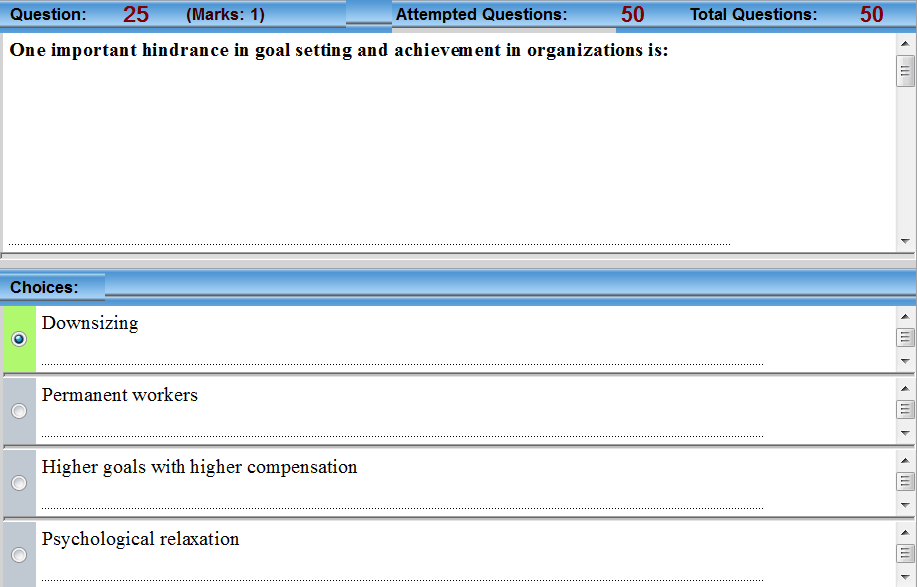 Question: 25 (Marks: 1) Attempted Questions: 50 Total Questions: 50
One important hindrance in goal setting and achievement in organizations is:
Choices:
Downsizing
Permanent workers
Higher goals with higher compensation
Psychological relaxation